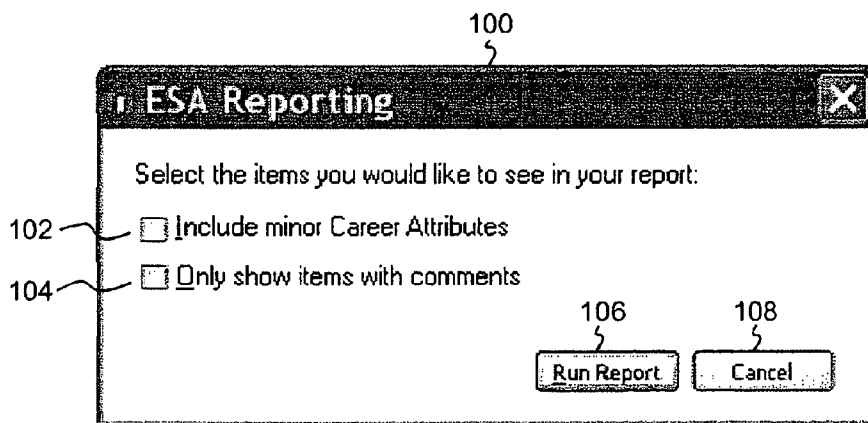 100
ESA Reporting
Select the items you would like to see in your report:
102 Include minor Career Attributes
104 Only show items with comments
106 108
Run Report Cancel